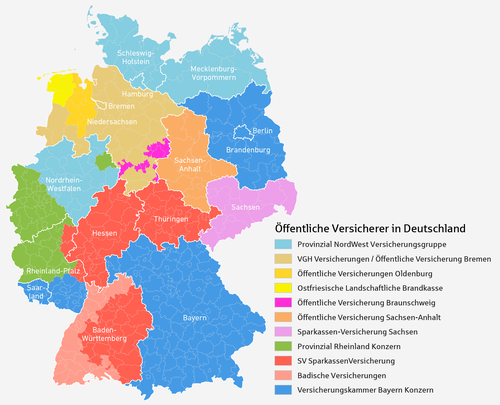 Schleswig-
Holstein
Mecklenburg-
Vorpommern
Hamburg
Bremen
Niedersachsen
Berlin
Brandenburg
Sachsen-
Anhalt
Nordrhein-
Westfalen
Sachsen
Thüringen
Hessen
Rheinland-Pfalz
Saar-
land
Bayern
Baden-
Württemberg
Öffentliche Versicherer in Deutschland
Provinzial NordWest Versicherungsgruppe
VGH Versicherungen / Öffentliche Versicherung Bremen
Öffentliche Versicherungen Oldenburg
Ostfriesische Landschaftliche Brandkasse
Öffentliche Versicherung Braunschweig
Öffentliche Versicherung Sachsen-Anhalt
Sparkassen-Versicherung Sachsen
Provinzial Rheinland Konzern
SV SparkassenVersicherung
Badische Versicherungen
Versicherungskammer Bayern Konzern